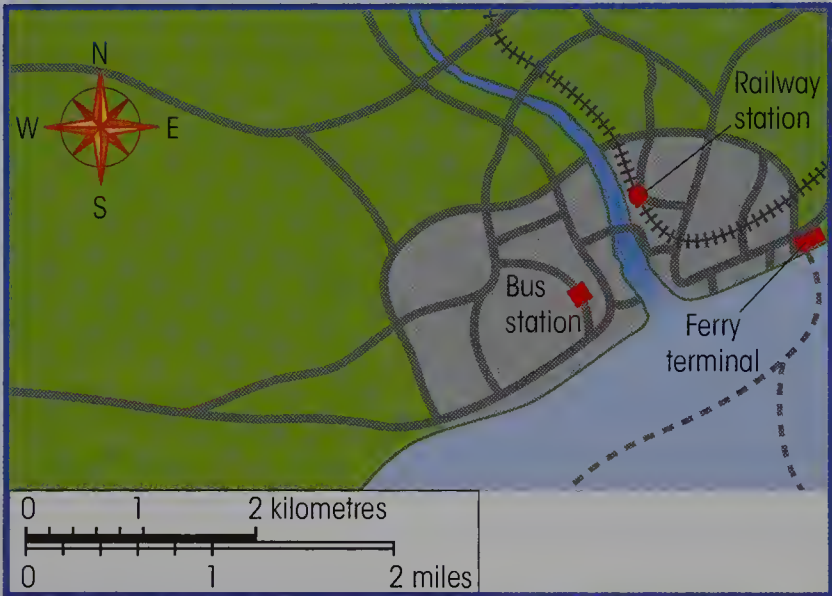 N
W E
S
Railway
station
Bus
station
Ferry
terminal
0 1 2 kilometres
0 1 2 miles